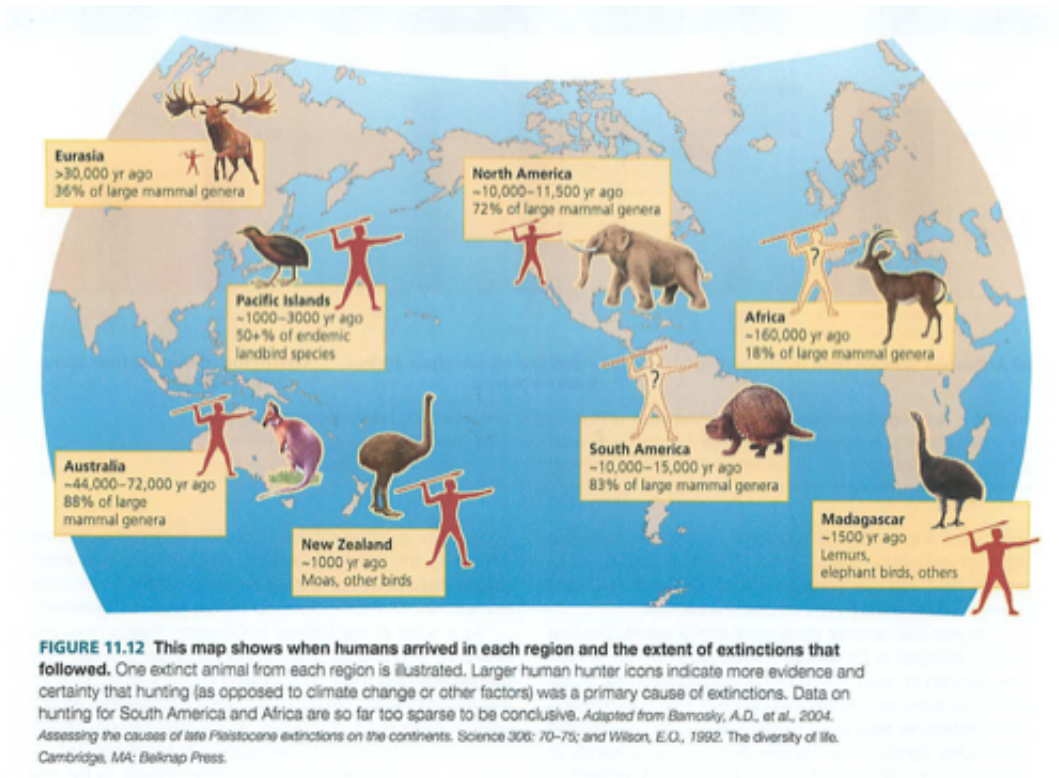 Eurasia
>30,000 yr ago
36% of large mammal genera
North America
~10,000–11,500 yr ago
72% of large mammal genera
Pacific Islands
~1000–3000 yr ago
50+% of endemic
landbird species
?
Africa
~160,000 yr ago
18% of large mammal genera
?
South America
~10,000–15,000 yr ago
83% of large mammal genera
Australia
~44,000–72,000 yr ago
88% of large
mammal genera
New Zealand
~1000 yr ago
Moas, other birds
Madagascar
~1500 yr ago
Lemurs,
elephant birds, others
FIGURE 11.12 This map shows when humans arrived in each region and the extent of extinctions that
followed. One extinct animal from each region is illustrated. Larger human hunter icons indicate more evidence and
certainty that hunting (as opposed to climate change or other factors) was a primary cause of extinctions. Data on
hunting for South America and Africa are so far too sparse to be conclusive. Adapted from Barnosky, A.D., et al., 2004.
Assessing the causes of late Pleistocene extinctions on the continents. Science 306: 70–75; and Wilson, E.O., 1992. The diversity of life.
Cambridge, MA: Belknap Press.